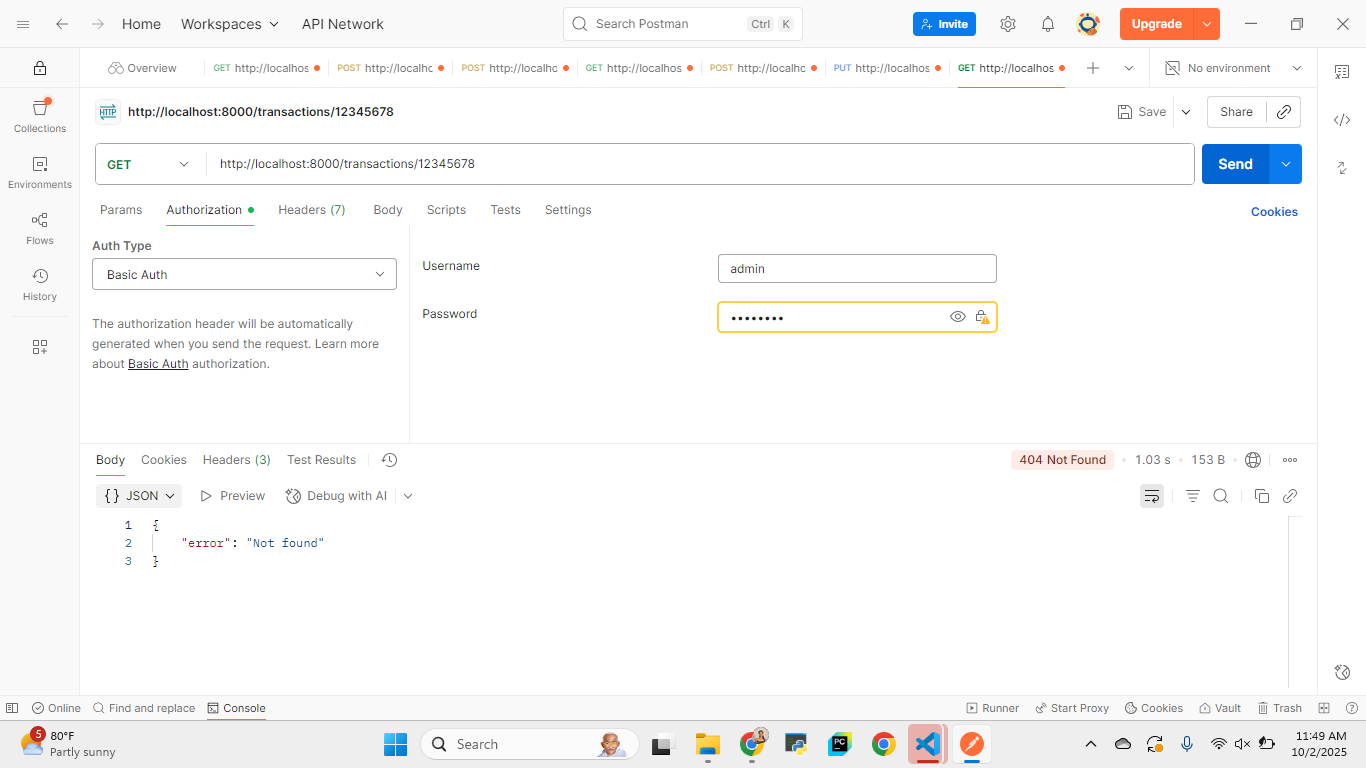 Home Workspaces API Network Search Postman Ctrl K Invite Upgrade
Overview GET http://localhos POST http://localhc POST http://localhc GET http://localhos POST http://localhc PUT http://localhos GET http://localhos No environment
HTTP http://localhost:8000/transactions/12345678 Save Share
Collections
Environments
Flows
History
GET http://localhost:8000/transactions/12345678 Send
Params Authorization Headers (7) Body Scripts Tests Settings Cookies
Auth Type
Basic Auth
The authorization header will be automatically
generated when you send the request. Learn more
about Basic Auth authorization.
Username admin
Password ••••••••
Body Cookies Headers (3) Test Results 404 Not Found • 1.03 s • 153 B
{} JSON Preview Debug with AI
1 {
2 "error": "Not found"
3 }
Online Find and replace Console Runner Start Proxy Cookies Vault Trash
5 80°F
Partly sunny
Search
PC
11:49 AM
10/2/2025